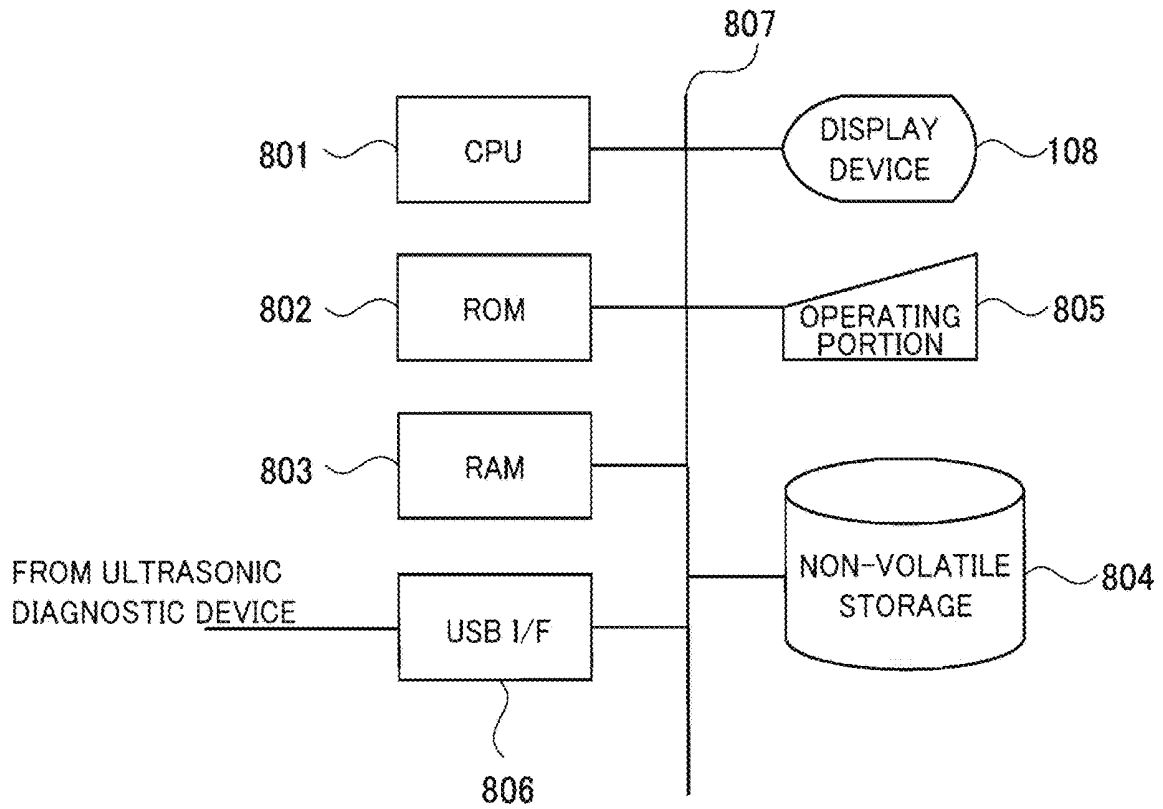 807
801
CPU
DISPLAY
DEVICE
108
802
ROM
OPERATING
PORTION
805
803
RAM
FROM ULTRASONIC
DIAGNOSTIC DEVICE
USB I/F
806
NON-VOLATILE
STORAGE
804